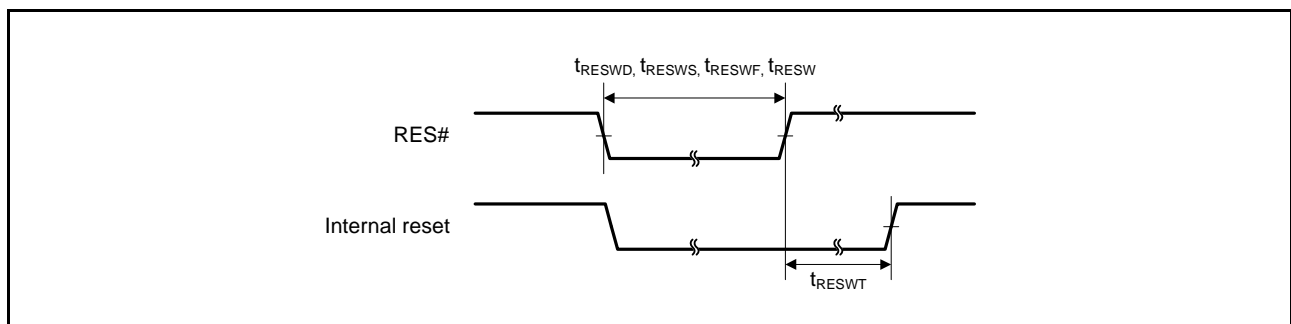 tRESWD, tRESWS, tRESWF, tRESW
RES#
Internal reset
tRESWT